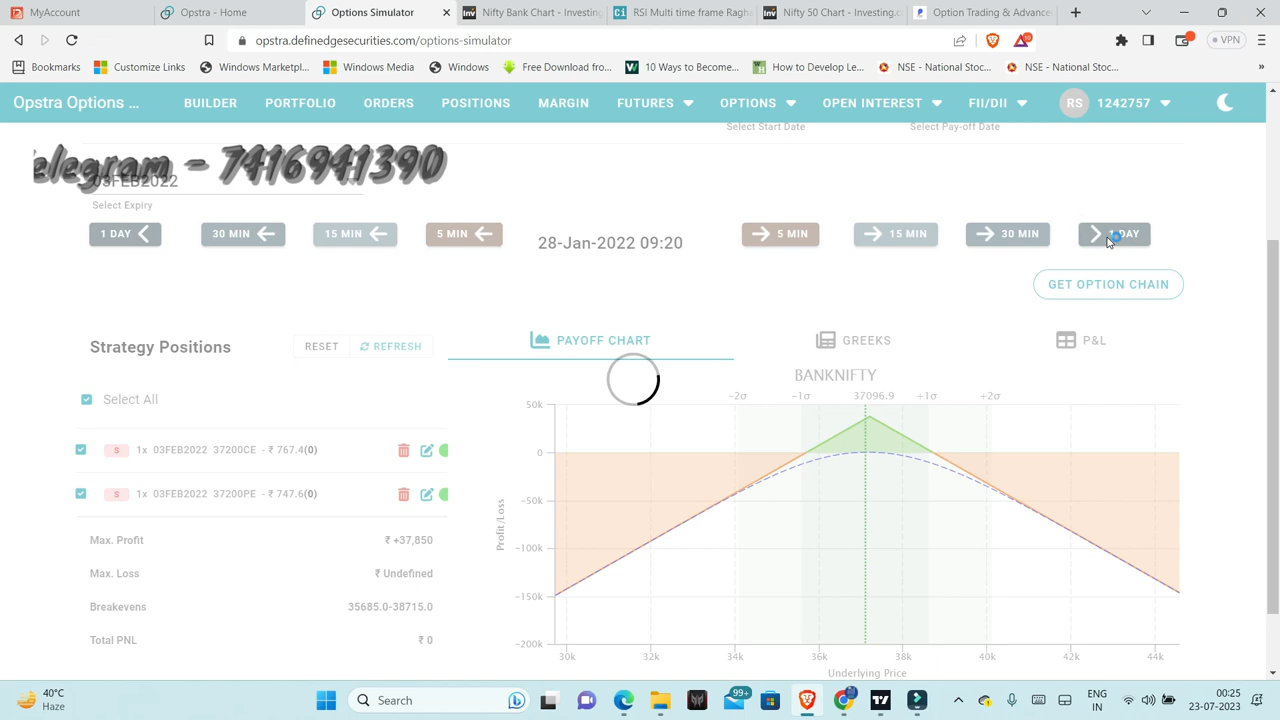 MyAccount
Opstra - Home
Options Simulator
Nifty Bank Chart - Investing
RSI Multi time frame Ragh
Nifty 50 Chart - Investing.c
Option Trading & Advance
opstra.definedgesecurities.com/options-simulator
10
VPN
Bookmarks
Customize Links
Windows Marketpl...
Windows Media
Windows
Free Download fro...
10 Ways to Become...
How to Develop Le...
NSE - National Stoc...
NSE - National Stoc...
»
Opstra Options ...
BUILDER
PORTFOLIO
ORDERS
POSITIONS
MARGIN
FUTURES
OPTIONS
OPEN INTEREST
FII/DII
RS
1242757
Select Start Date
Select Pay-off Date
elegram - 7416941390
03FEB2022
Select Expiry
1 DAY
30 MIN
15 MIN
5 MIN
28-Jan-2022 09:20
5 MIN
15 MIN
30 MIN
DAY
GET OPTION CHAIN
Strategy Positions
RESET
REFRESH
PAYOFF CHART
GREEKS
P&L
Select All
S 1x 03FEB2022 37200CE - ₹ 767.4(0)
S 1x 03FEB2022 37200PE - ₹ 747.6(0)
Max. Profit ₹ +37,850
Max. Loss ₹ Undefined
Breakevens 35685.0-38715.0
Total PNL ₹ 0
BANKNIFTY
-2σ -1σ 37096.9 +1σ +2σ
50k
0
-50k
-100k
-150k
-200k
Profit/Loss
30k 32k 34k 36k 38k 40k 42k 44k
Underlying Price
40°C
Haze
Search
99+
ENG
IN
00:25
23-07-2023